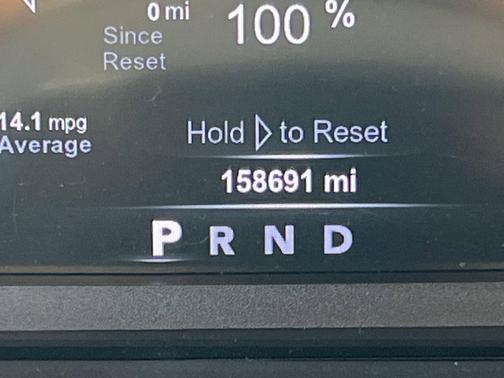 0 mi
Since
Reset
100 %
14.1 mpg
Average
Hold ▷ to Reset
158691 mi
P R N D